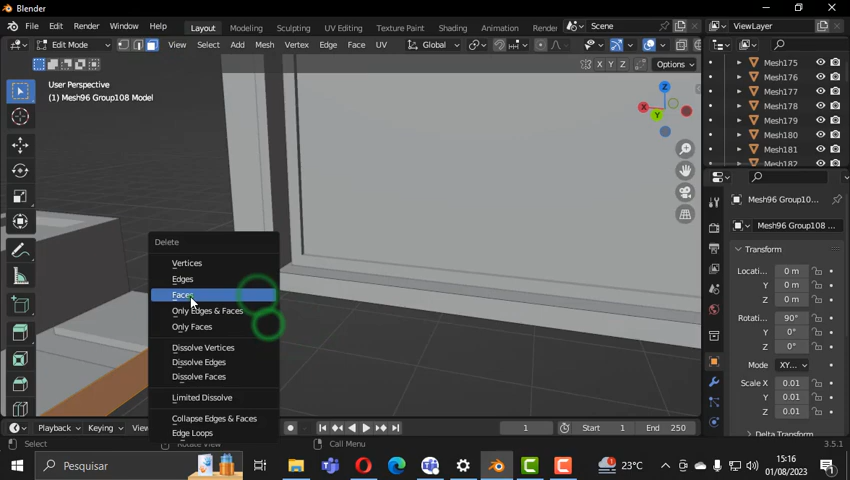 Blender
File Edit Render Window Help Layout Modeling Sculpting UV Editing Texture Paint Shading Animation Render Scene ViewLayer
Edit Mode View Select Add Mesh Vertex Edge Face UV Global
X Y Z Options
User Perspective
(1) Mesh96 Group108 Model
Z
X
Y
Mesh175
Mesh176
Mesh177
Mesh178
Mesh179
Mesh180
Mesh181
Mesh182
Mesh96 Group10...
Mesh96 Group108 ...
Transform
Locati... 0 m
Y 0 m
Z 0 m
Rotati... 90°
Y 0°
Z 0°
Mode XY...
Scale X 0.01
Y 0.01
Z 0.01
Delta Transform
Delete
Vertices
Edges
Faces
Only Edges & Faces
Only Faces
Dissolve Vertices
Dissolve Edges
Dissolve Faces
Limited Dissolve
Collapse Edges & Faces
Edge Loops
Playback Keying View 1 Start 1 End 250
Select Rotate View Call Menu 3.5.1
Pesquisar 23°C 15:16
01/08/2023